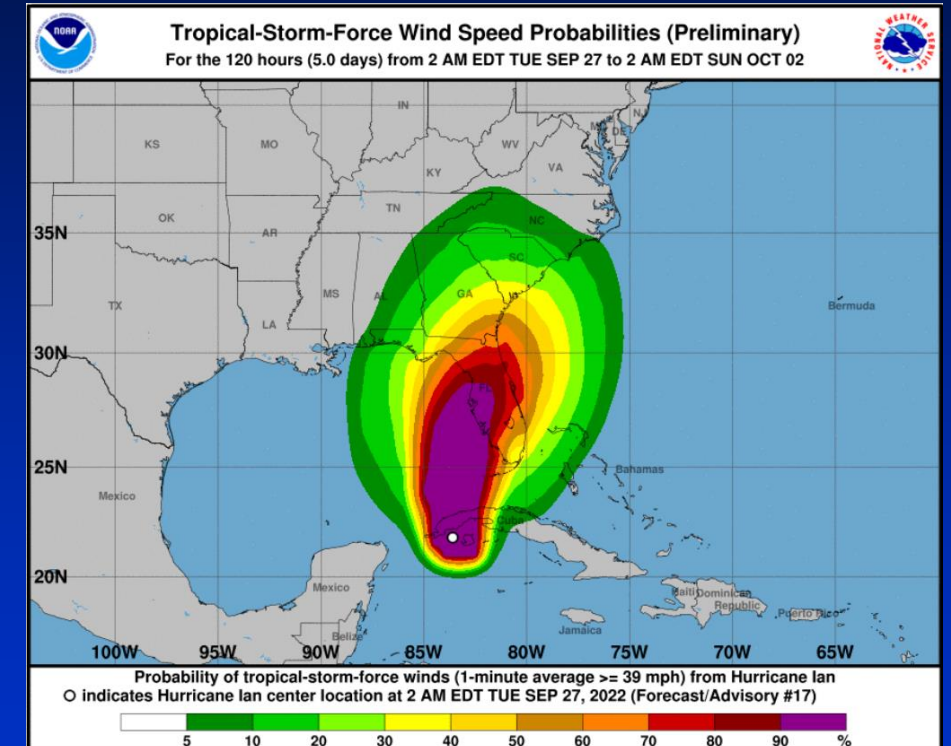 Tropical-Storm-Force Wind Speed Probabilities (Preliminary)
For the 120 hours (5.0 days) from 2 AM EDT TUE SEP 27 to 2 AM EDT SUN OCT 02
NOAA
IN
NJ
DE
KS
MO
WV
KY
VA
TN
NC
OK
AR
35N
SC
MS
AL
GA
TX
Bermuda
LA
30N
FL
25N
Bahamas
Mexico
Cuba
20N
Mexico
Haiti
Dominican
Republic
Puerto Rico
Jamaica
Belize
100W 95W 90W 85W 80W 75W 70W 65W
Probability of tropical-storm-force winds (1-minute average >= 39 mph) from Hurricane Ian
O indicates Hurricane Ian center location at 2 AM EDT TUE SEP 27, 2022 (Forecast/Advisory #17)
5 10 20 30 40 50 60 70 80 90 %